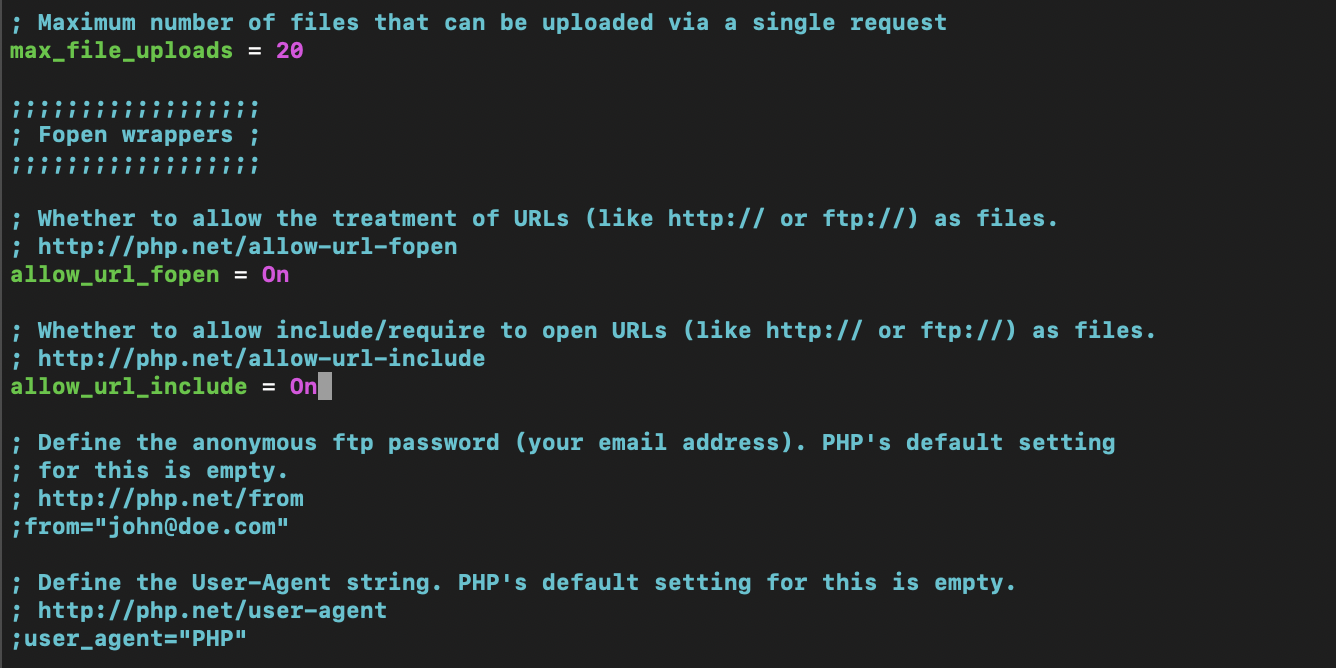 ; Maximum number of files that can be uploaded via a single request
max_file_uploads = 20
;;;;;;;;;;;;;;;;;;
; Fopen wrappers ;
;;;;;;;;;;;;;;;;;;
; Whether to allow the treatment of URLs (like http:// or ftp://) as files.
; http://php.net/allow-url-fopen
allow_url_fopen = On
; Whether to allow include/require to open URLs (like http:// or ftp://) as files.
; http://php.net/allow-url-include
allow_url_include = On
; Define the anonymous ftp password (your email address). PHP's default setting
; for this is empty.
; http://php.net/from
;from="john@doe.com"
; Define the User-Agent string. PHP's default setting for this is empty.
; http://php.net/user-agent
;user_agent="PHP"